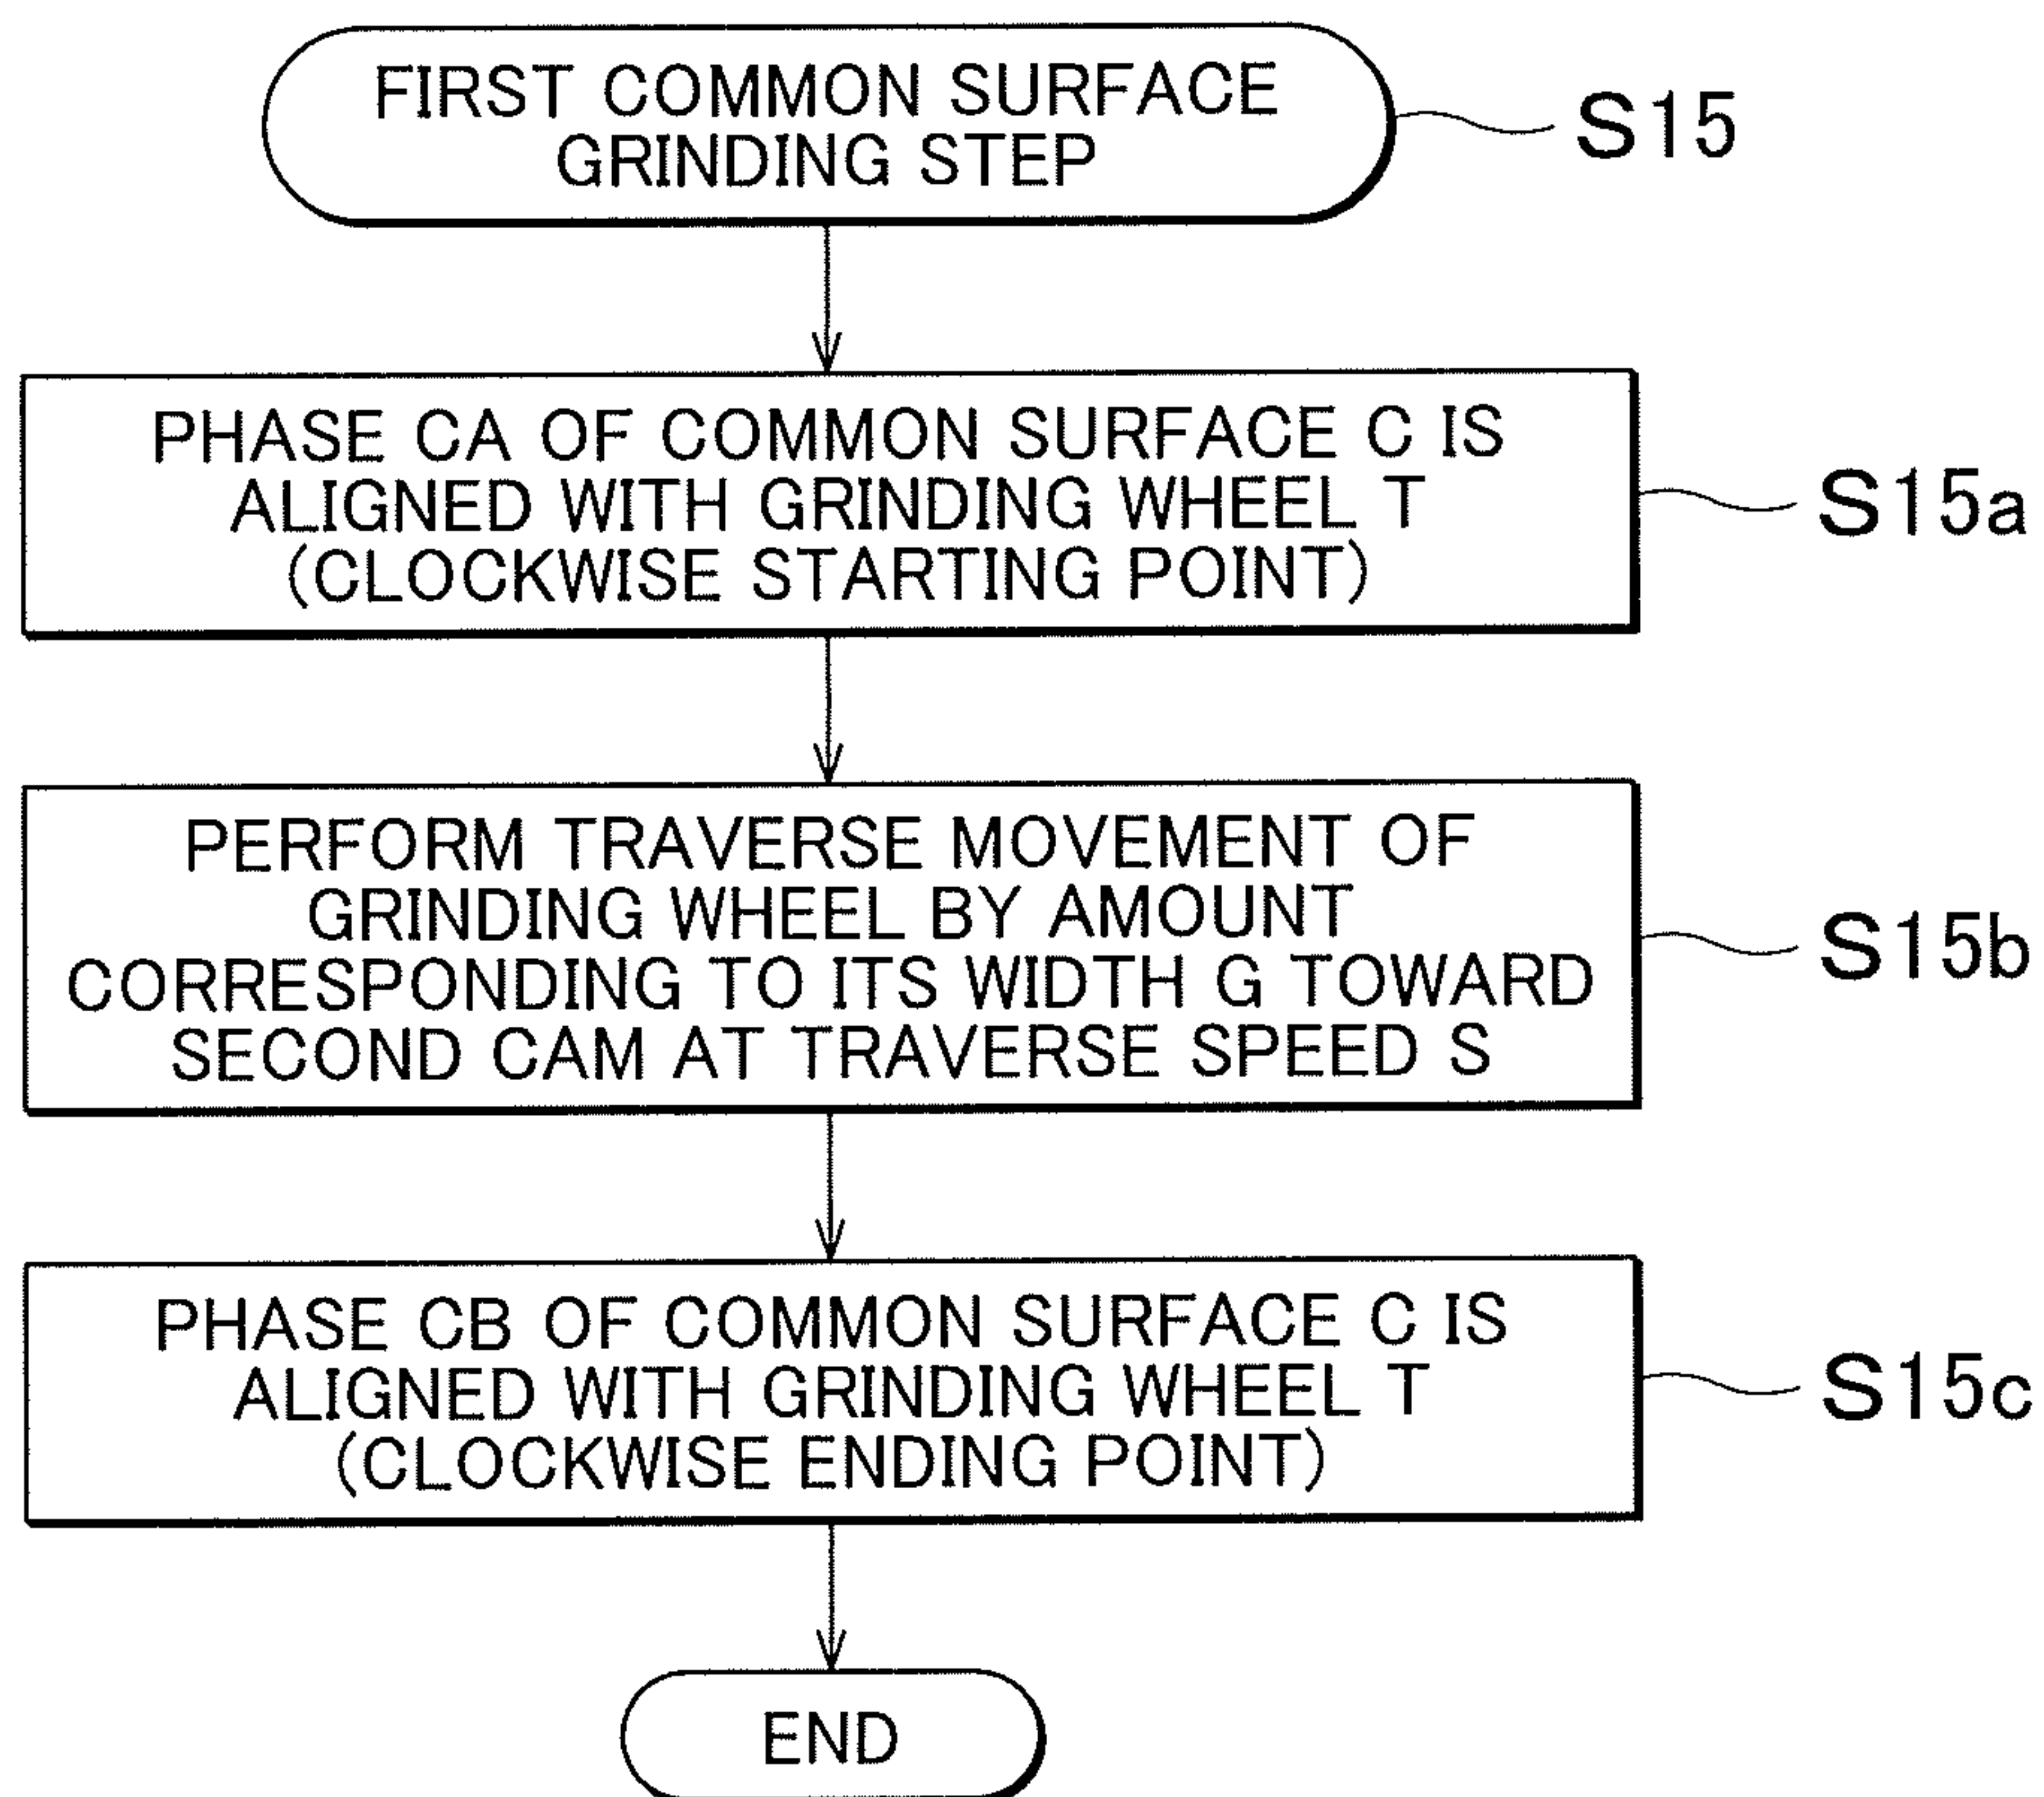 FIRST COMMON SURFACE
GRINDING STEP
S15
PHASE CA OF COMMON SURFACE C IS
ALIGNED WITH GRINDING WHEEL T
(CLOCKWISE STARTING POINT)
S15a
PERFORM TRAVERSE MOVEMENT OF
GRINDING WHEEL BY AMOUNT
CORRESPONDING TO ITS WIDTH G TOWARD
SECOND CAM AT TRAVERSE SPEED S
S15b
PHASE CB OF COMMON SURFACE C IS
ALIGNED WITH GRINDING WHEEL T
(CLOCKWISE ENDING POINT)
S15c
END